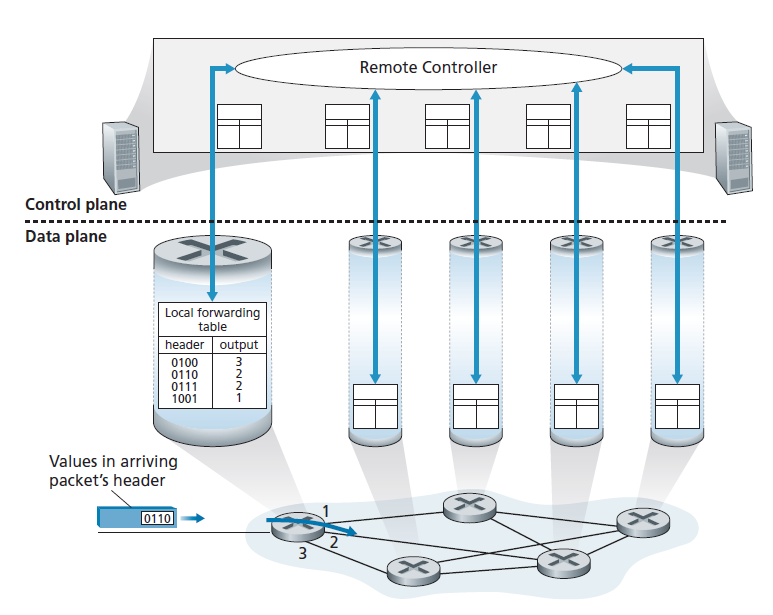 Remote Controller
Control plane
Data plane
Local forwarding
table
header output
0100 3
0110 2
0111 2
1001 1
Values in arriving
packet's header
0110
1
2
3